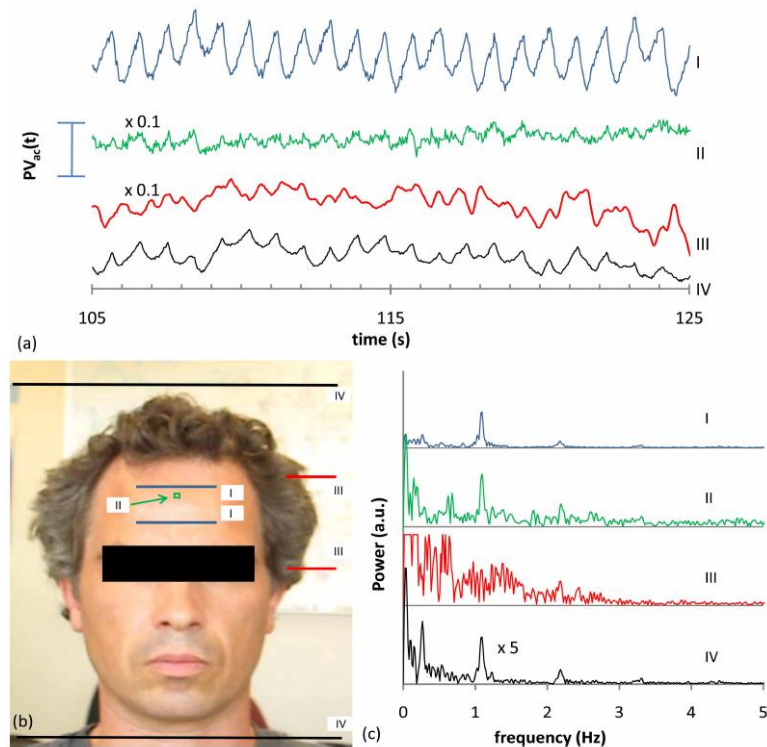 I
x 0.1
II
PVac(t)
x 0.1
III
IV
105 115 125
time (s)
(a)
IV
III
I
II
I
III
IV
(b)
I
II
III
x 5
IV
Power (a.u.)
0 1 2 3 4 5
frequency (Hz)
(c)